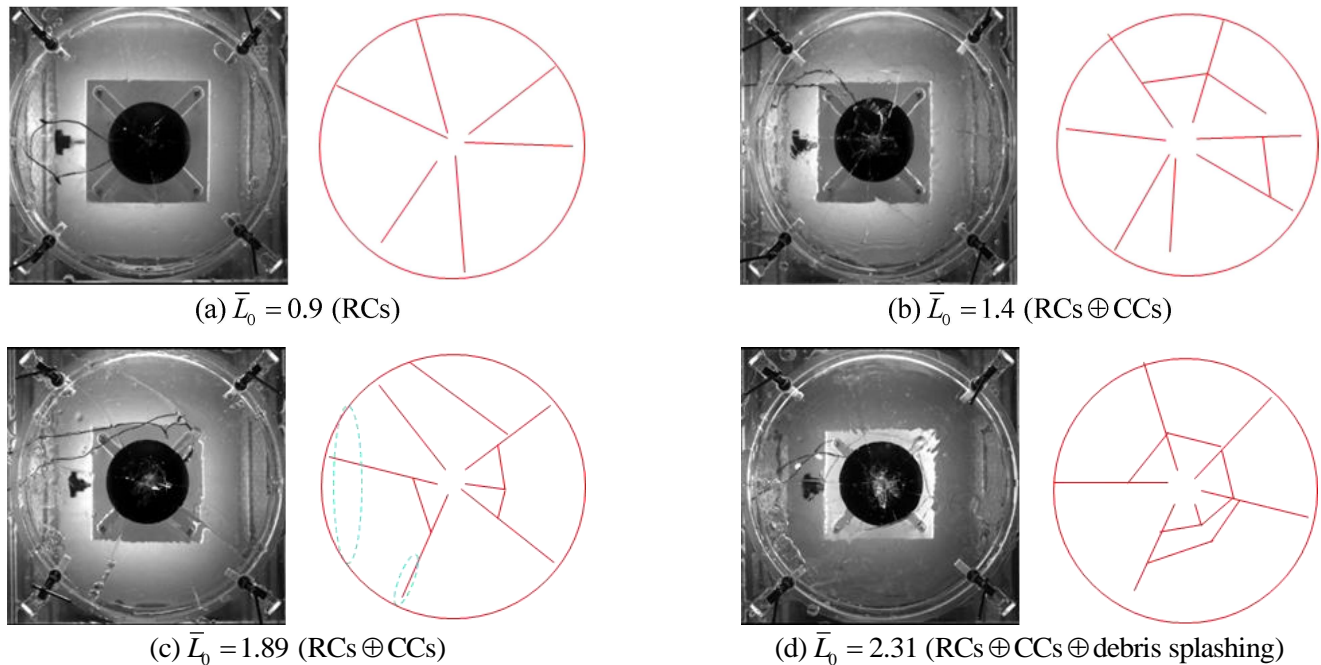 (a) L̄₀ = 0.9 (RCs)
(b) L̄₀ = 1.4 (RCs⊕CCs)
(c) L̄₀ = 1.89 (RCs⊕CCs)
(d) L̄₀ = 2.31 (RCs⊕CCs⊕debris splashing)